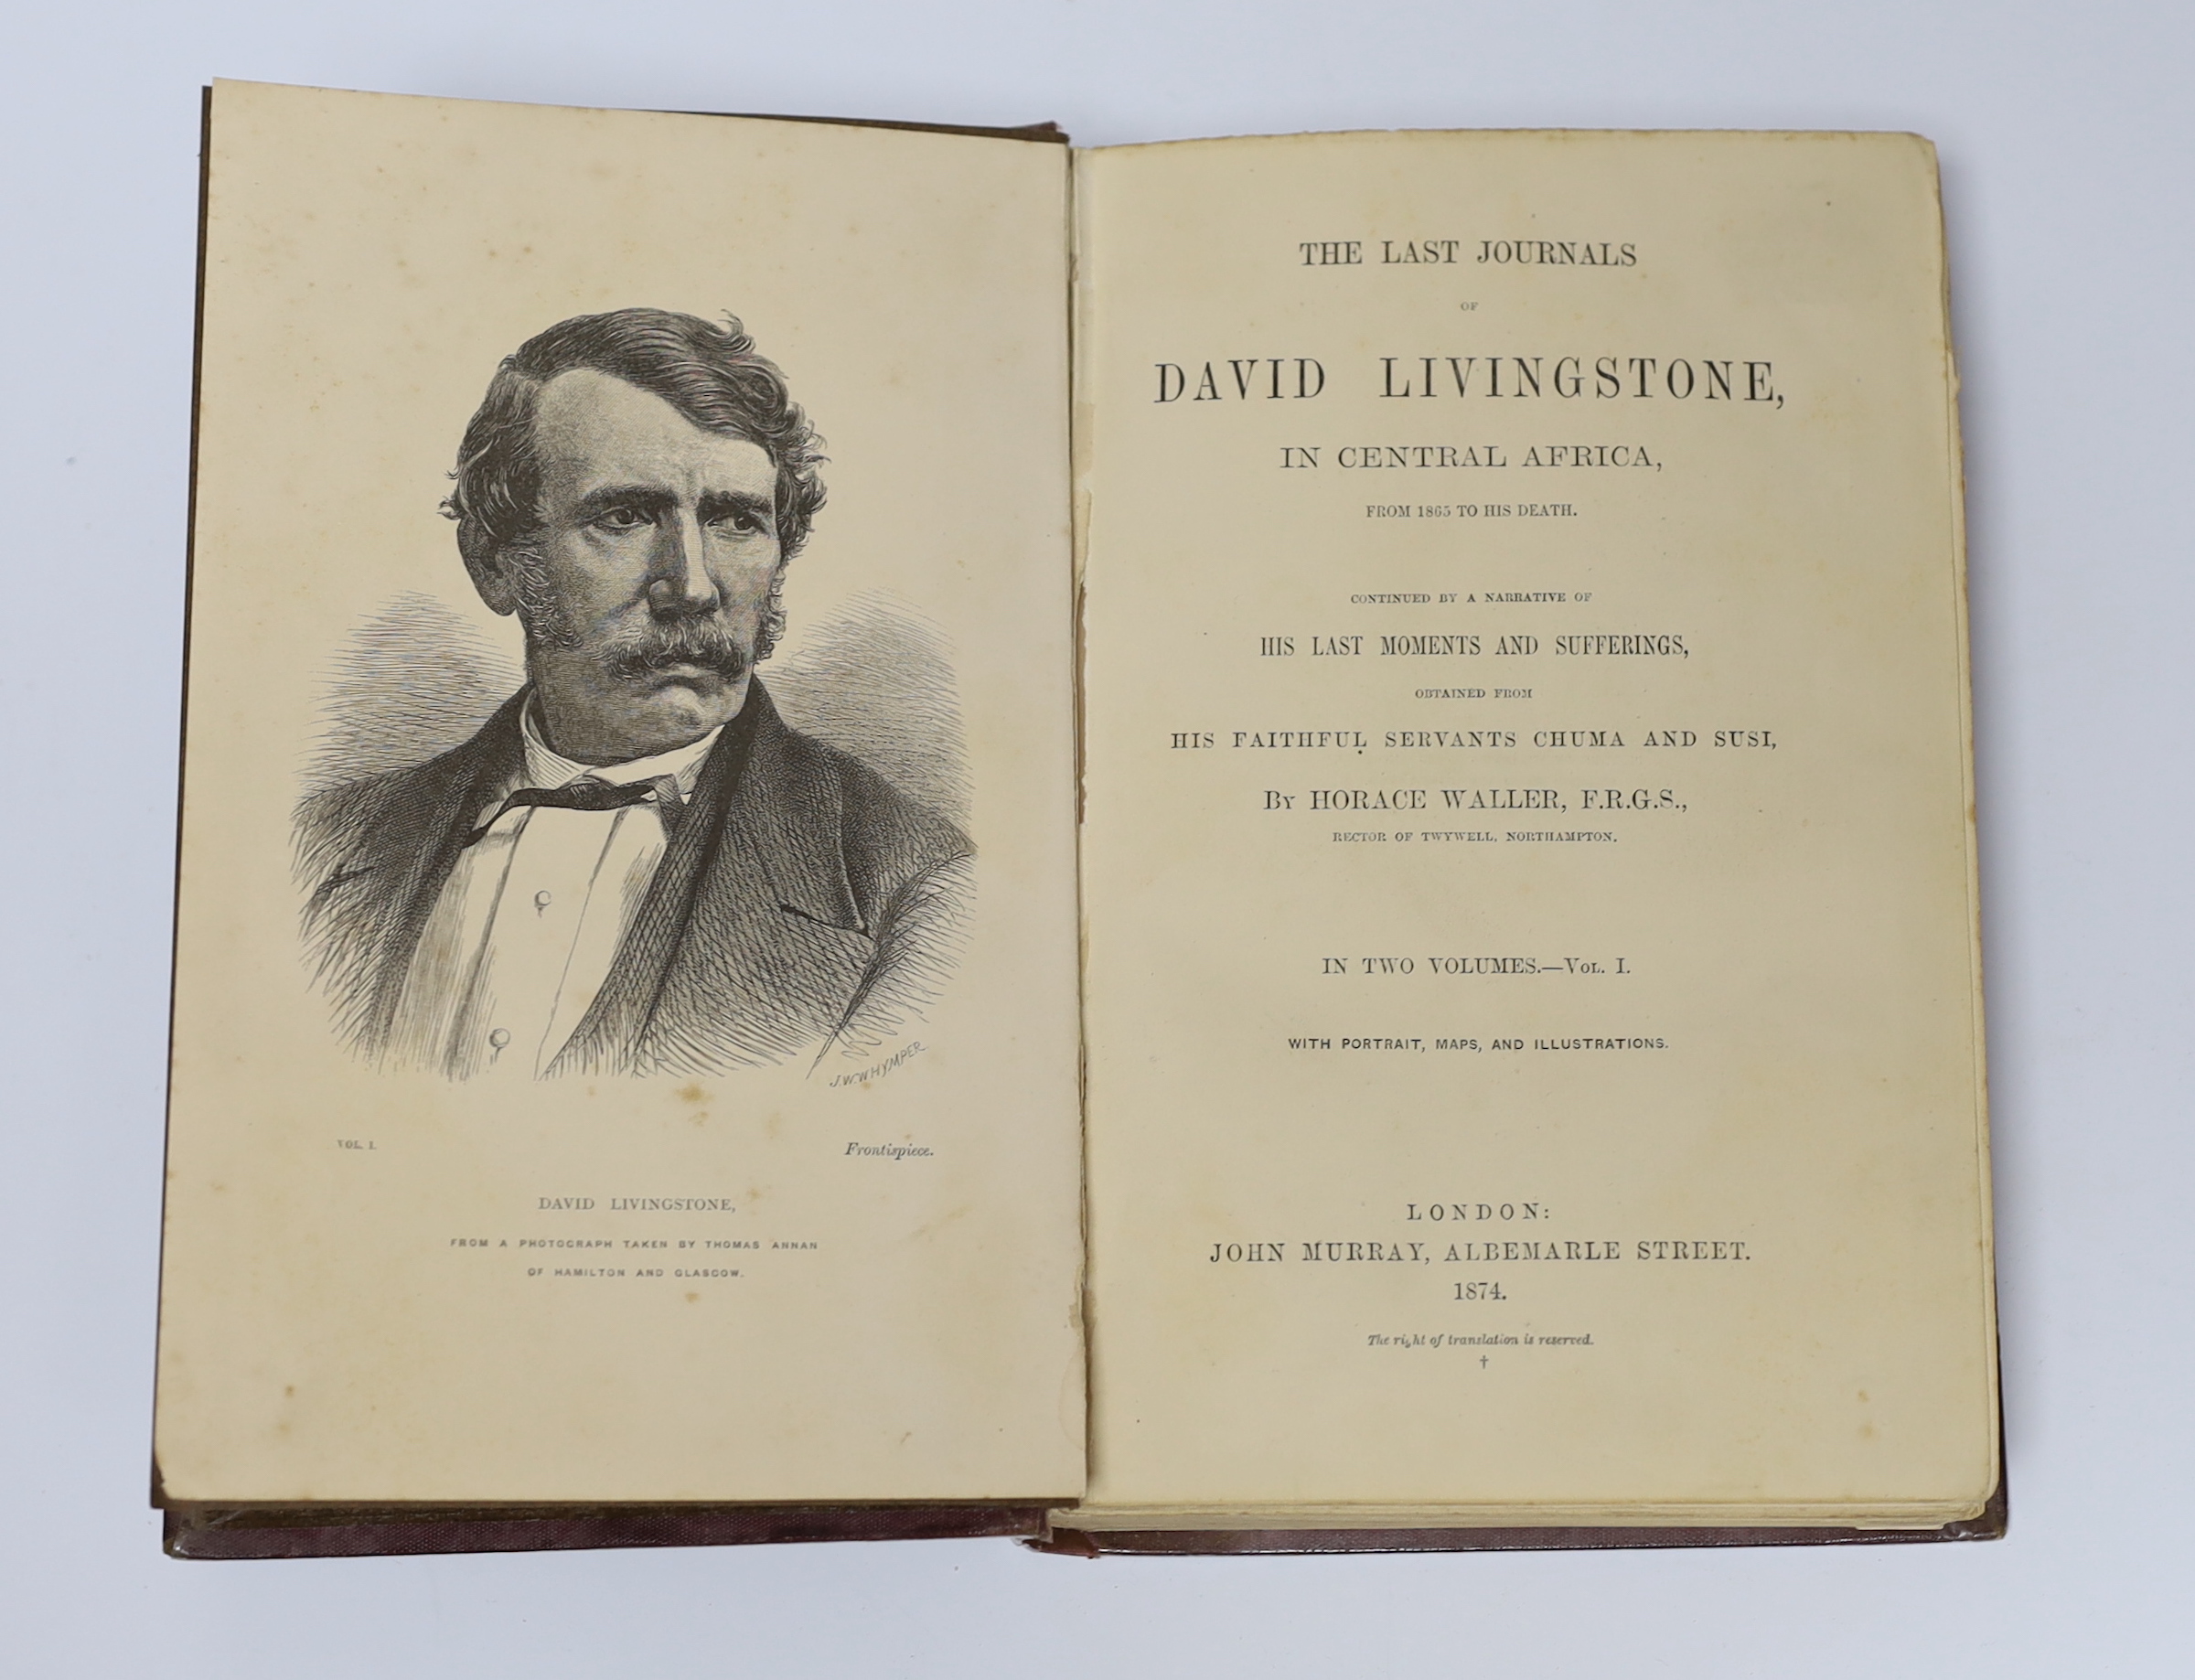 J.W.WHYMPER
VOL. I.
Frontispiece.
DAVID LIVINGSTONE,
FROM A PHOTOGRAPH TAKEN BY THOMAS ANNAN
OF HAMILTON AND GLASGOW.
THE LAST JOURNALS
OF
DAVID LIVINGSTONE,
IN CENTRAL AFRICA,
FROM 1865 TO HIS DEATH.
CONTINUED BY A NARRATIVE OF
HIS LAST MOMENTS AND SUFFERINGS,
OBTAINED FROM
HIS FAITHFUL SERVANTS CHUMA AND SUSI,
By HORACE WALLER, F.R.G.S.,
RECTOR OF TWYWELL, NORTHAMPTON.
IN TWO VOLUMES.—Vol. I.
WITH PORTRAIT, MAPS, AND ILLUSTRATIONS.
LONDON:
JOHN MURRAY, ALBEMARLE STREET.
1874.
The right of translation is reserved.
†